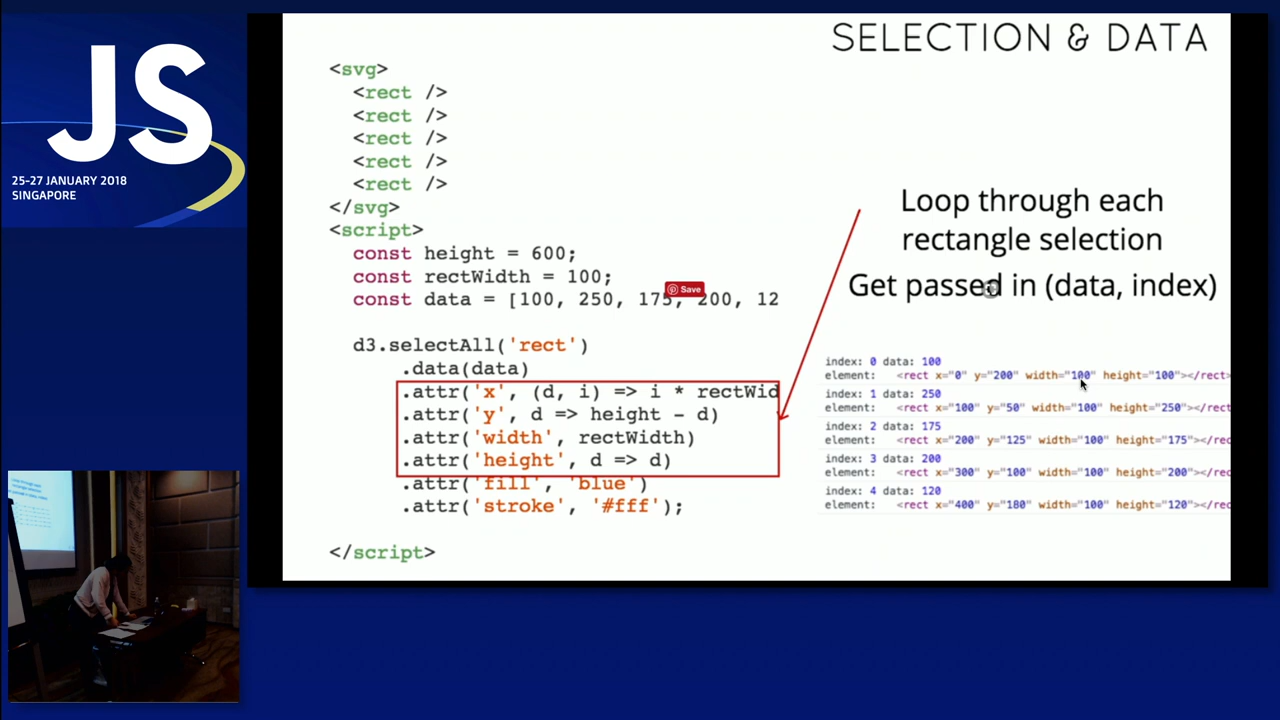 JS
25-27 JANUARY 2018
SINGAPORE
SELECTION & DATA
<svg>
<rect />
<rect />
<rect />
<rect />
<rect />
</svg>
<script>
const height = 600;
const rectWidth = 100;
const data = [100, 250, 175, 200, 12
Save
d3.selectAll('rect')
.data(data)
.attr('x', (d, i) => i * rectWid
.attr('y', d => height - d)
.attr('width', rectWidth)
.attr('height', d => d)
.attr('fill', 'blue')
.attr('stroke', '#fff');
</script>
Loop through each
rectangle selection
Get passed in (data, index)
index: 0 data: 100
element: <rect x="0" y="200" width="100" height="100"></rect>
index: 1 data: 250
element: <rect x="100" y="50" width="100" height="250"></rect
index: 2 data: 175
element: <rect x="200" y="125" width="100" height="175"></rec
index: 3 data: 200
element: <rect x="300" y="100" width="100" height="200"></rec
index: 4 data: 120
element: <rect x="400" y="180" width="100" height="120"></rec